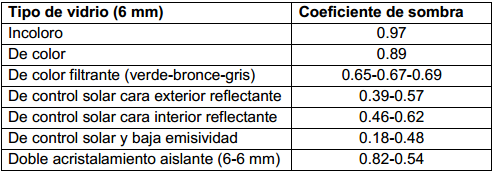 Tipo de vidrio (6 mm) Coeficiente de sombra
Incoloro 0.97
De color 0.89
De color filtrante (verde-bronce-gris) 0.65-0.67-0.69
De control solar cara exterior reflectante 0.39-0.57
De control solar cara interior reflectante 0.46-0.62
De control solar y baja emisividad 0.18-0.48
Doble acristalamiento aislante (6-6 mm) 0.82-0.54